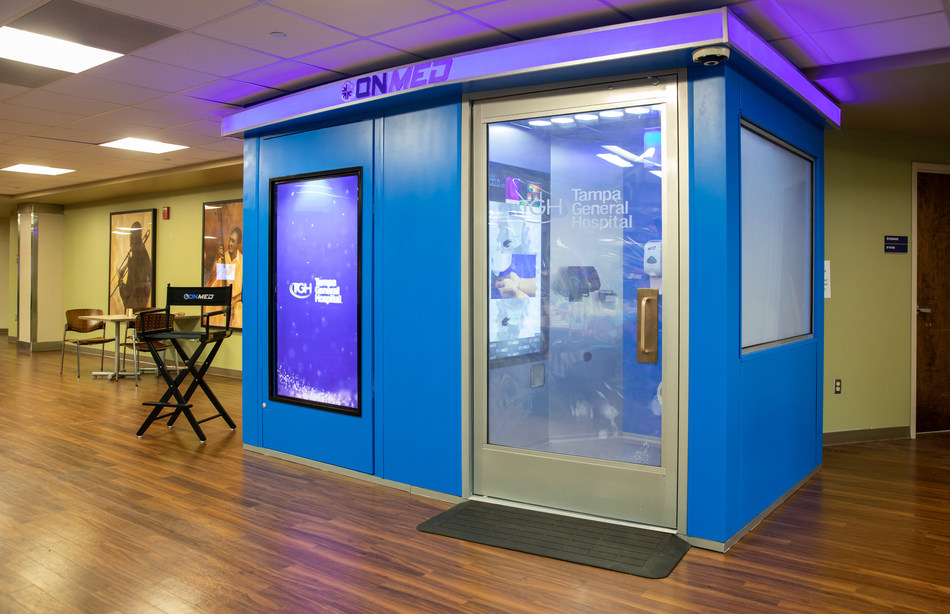 ONMED
TGH
Tampa
General
Hospital
TGH
Tampa
General
Hospital
ONMED